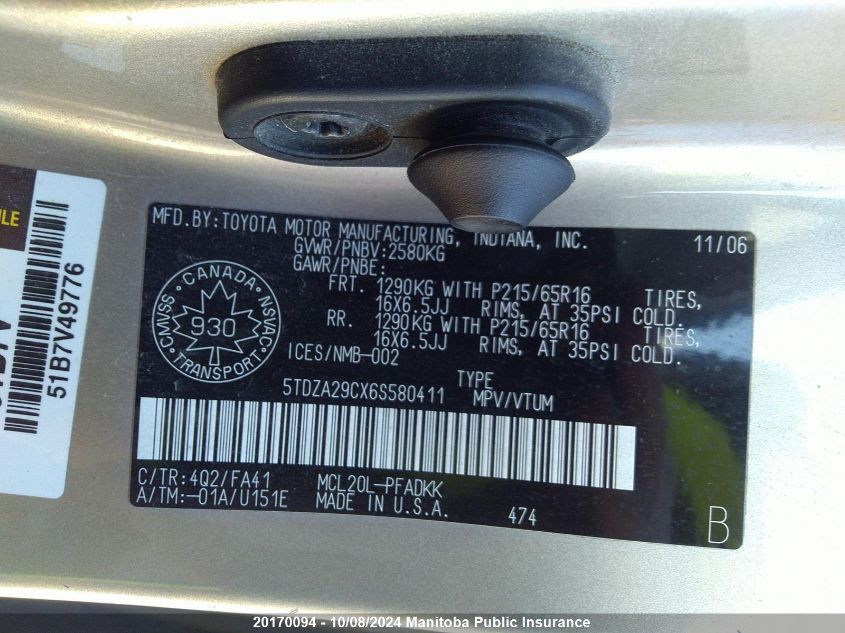 MFD.BY:TOYOTA MOTOR MANUFACTURING, INDIANA, INC. 11/06
GVWR/PNBV:2580KG
GAWR/PNBE:
FRT. 1290KG WITH P215/65R16 TIRES,
16X6.5JJ RIMS, AT 35PSI COLD.
RR. 1290KG WITH P215/65R16 TIRES,
16X6.5JJ RIMS, AT 35PSI COLD.
ICES/NMB-002
CANADA
CMVSS 930 NSVAC
TRANSPORT
5TDZA29CX6S580411 TYPE
MPV/VTUM
C/TR:4Q2/FA41 MCL20L-PFADKK
A/TM:-01A/U151E MADE IN U.S.A. 474 B
51B7V49776
20170094 - 10/08/2024 Manitoba Public Insurance